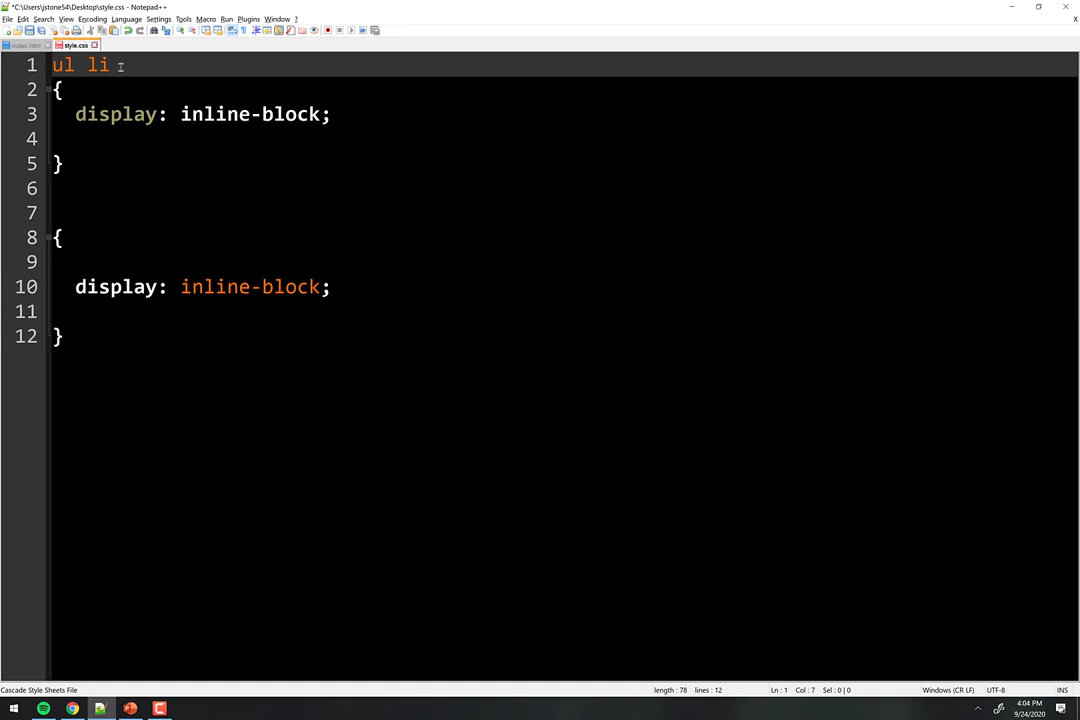 *C:\Users\jstone54\Desktop\style.css - Notepad++
File Edit Search View Encoding Language Settings Tools Macro Run Plugins Window ?
index.html style.css
1 ul li
2 {
3 display: inline-block;
4
5 }
6
7
8 {
9
10 display: inline-block;
11
12 }
Cascade Style Sheets File length : 78 lines : 12 Ln : 1 Col : 7 Sel : 0 | 0 Windows (CR LF) UTF-8 INS
4:04 PM
9/24/2020